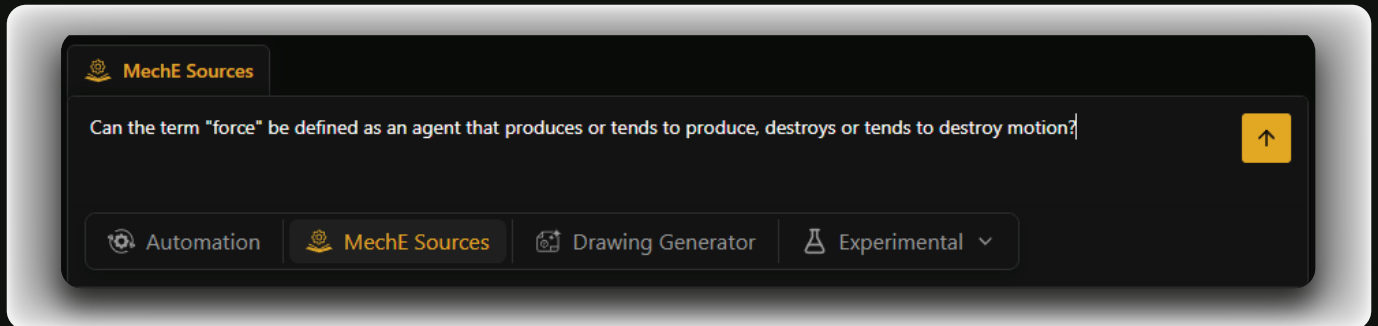 MechE Sources
Can the term "force" be defined as an agent that produces or tends to produce, destroys or tends to destroy motion?
Automation MechE Sources Drawing Generator Experimental